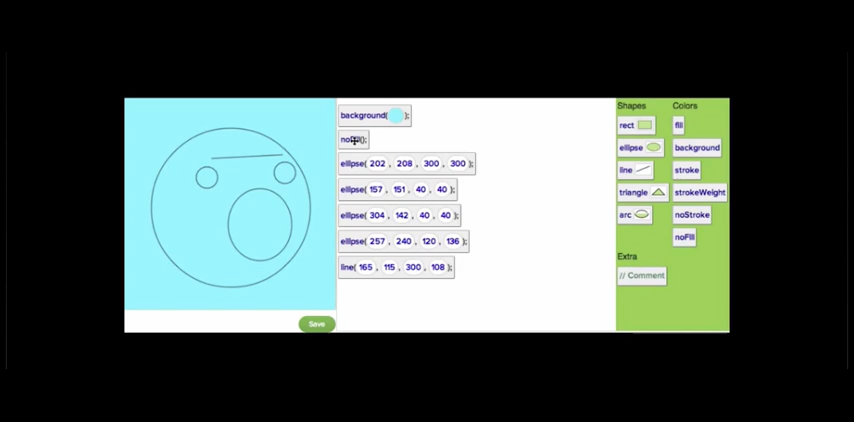 background( );
ellipse( 202 , 208 , 300 , 300 );
ellipse( 157 , 151 , 40 , 40 );
ellipse( 304 , 142 , 40 , 40 );
ellipse( 257 , 240 , 120 , 136 );
line( 165 , 115 , 300 , 108 );
Save
Shapes
rect
ellipse
line
triangle
arc
Colors
fill
background
stroke
strokeWeight
noStroke
noFill
Extra
// Comment